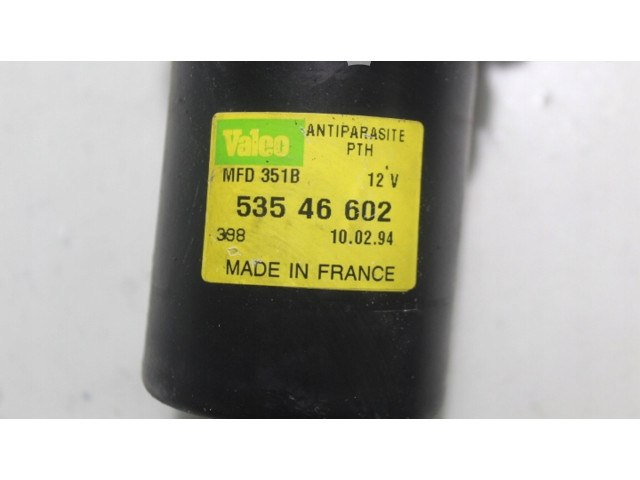 Valeo
ANTIPARASITE
PTH
MFD 351B 12 V
535 46 602
398 10.02.94
MADE IN FRANCE